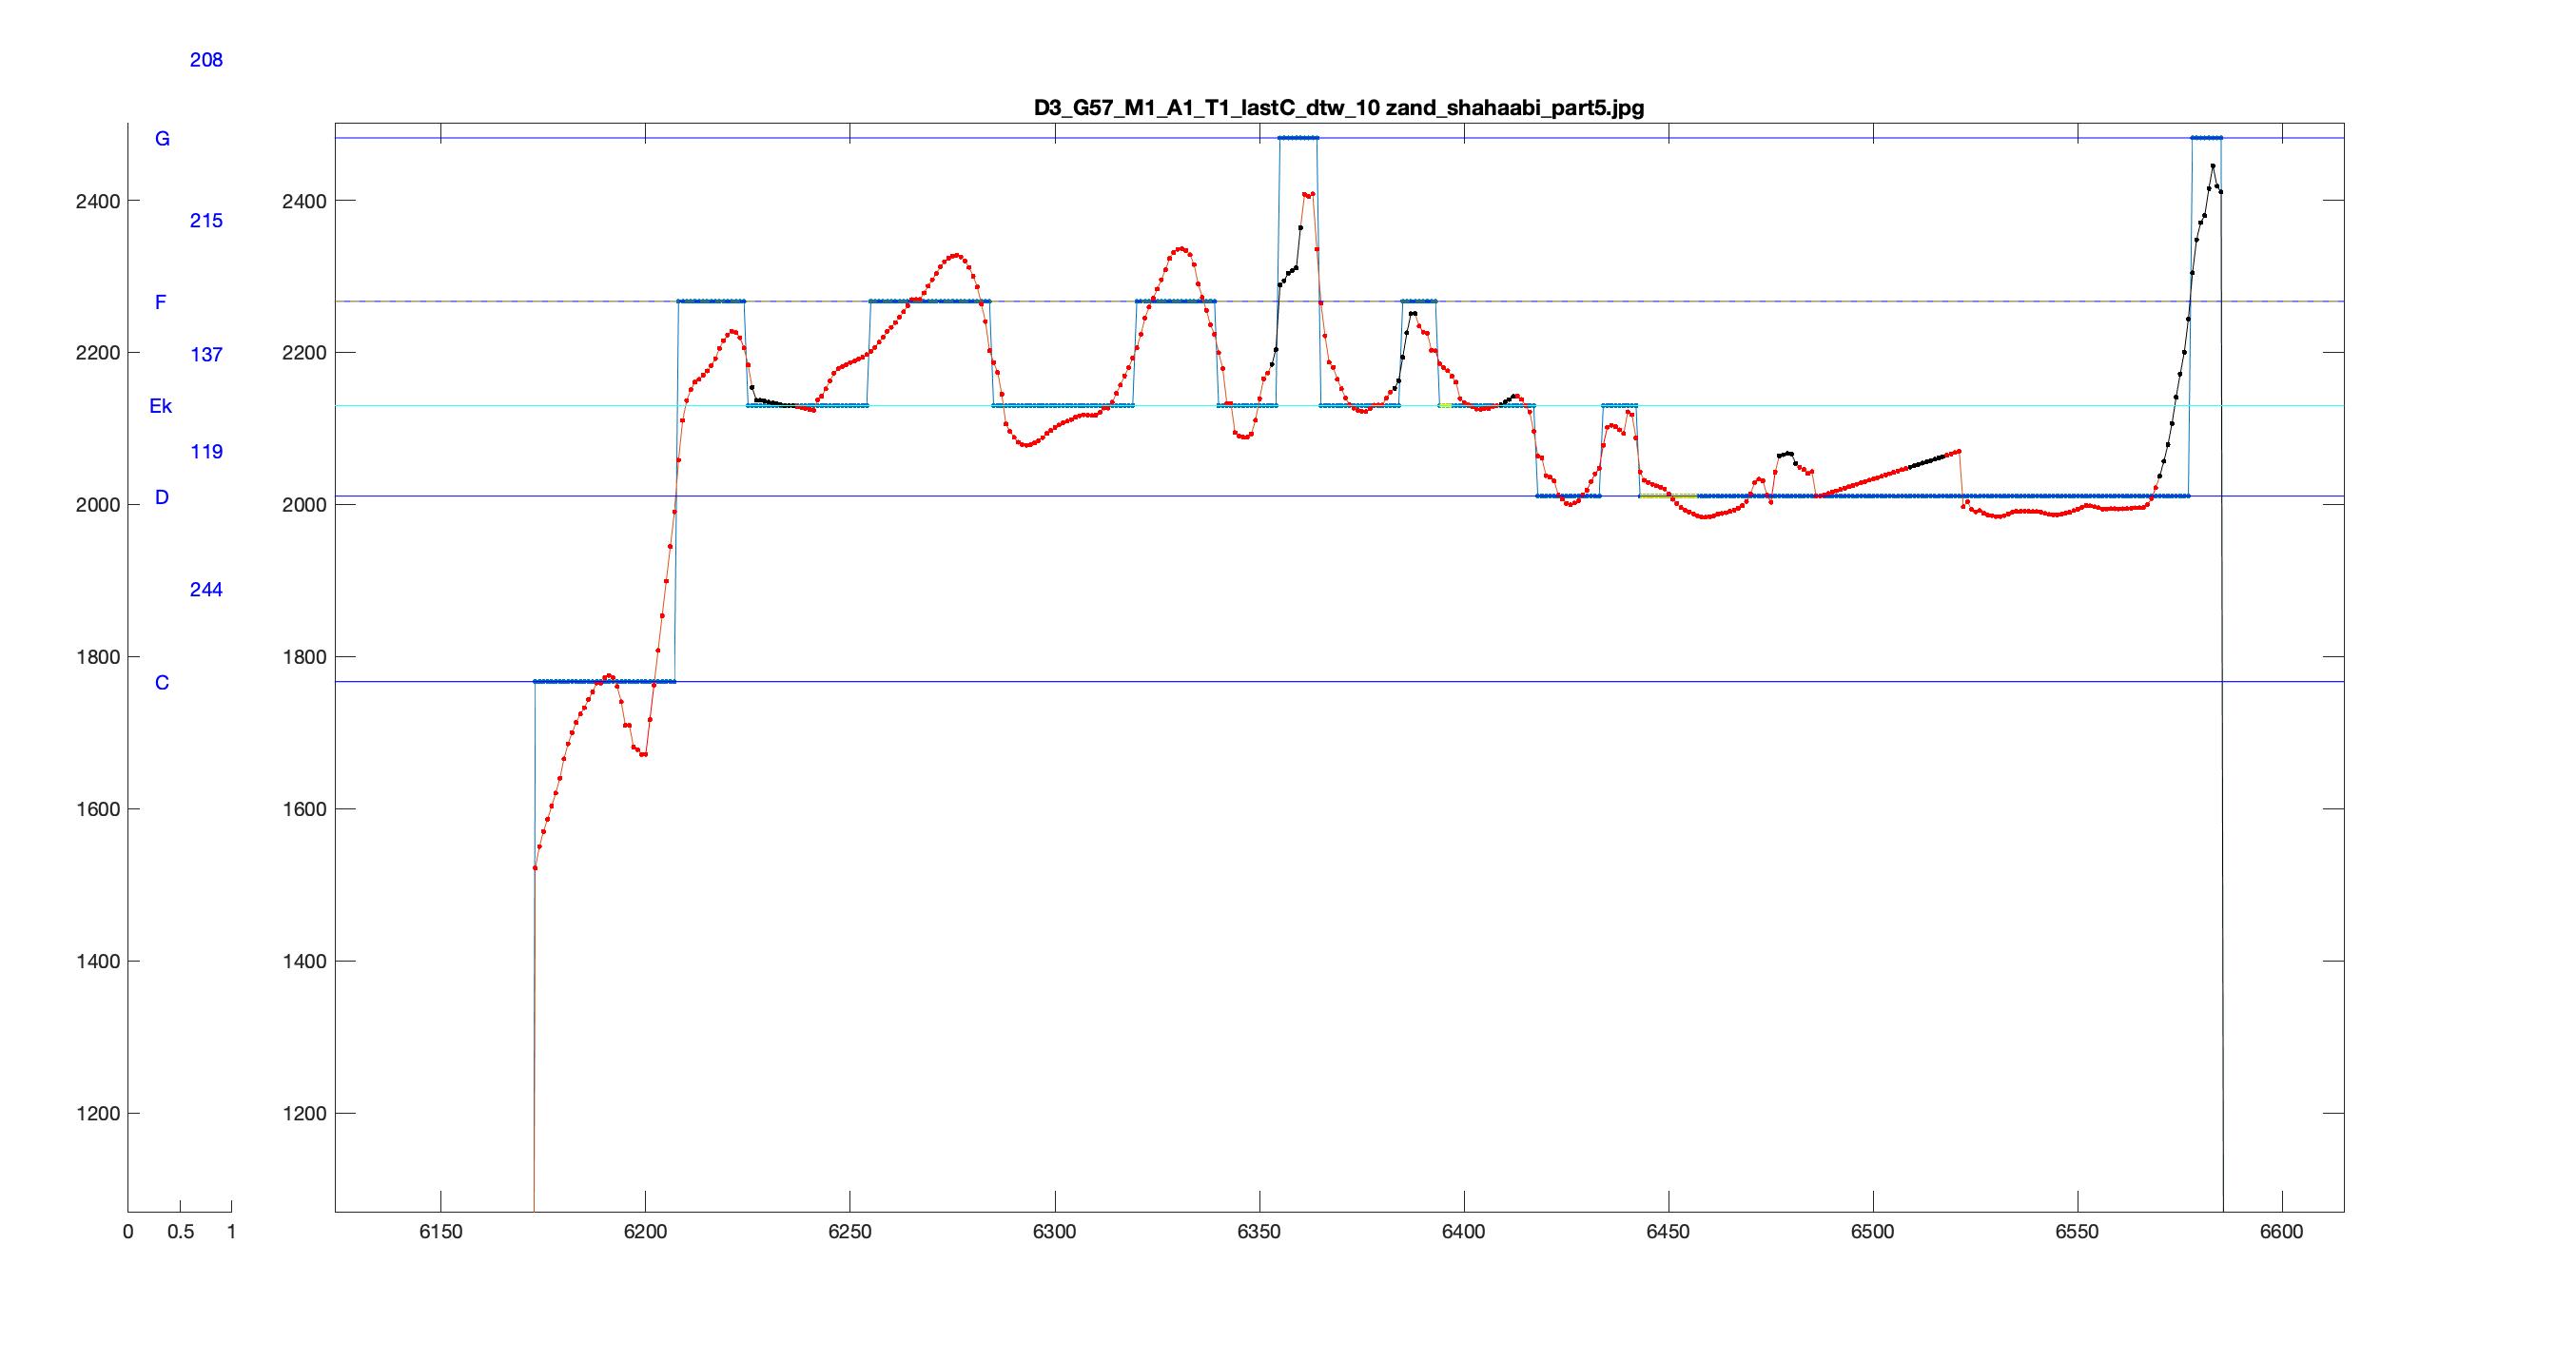 208
D3_G57_M1_A1_T1_lastC_dtw_10 zand_shahaabi_part5.jpg
G
2400 215 2400
F
2200 137 2200
Ek
119
2000 D 2000
244
1800 1800
C
1600 1600
1400 1400
1200 1200
0 0.5 1 6150 6200 6250 6300 6350 6400 6450 6500 6550 6600